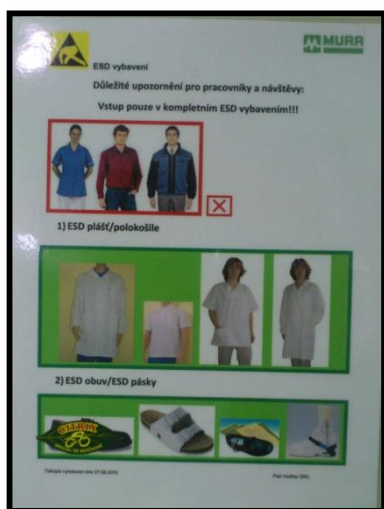 MURR
ESD vybavení
Důležité upozornění pro pracovníky a návštěvy:
Vstup pouze v kompletním ESD vybavením!!!
1) ESD plášť/polokošile
2) ESD obuv/ESD pásky